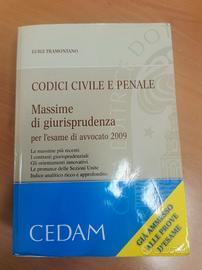 LUIGI TRAMONTANO
CODICI CIVILE E PENALE
Massime
di giurisprudenza
per l'esame di avvocato 2009
Le massime più recenti
I contrasti giurisprudenziali
Gli orientamenti innovativi
Le pronunce delle Sezioni Unite
Indice analitico ricco e approfondito
GIÀ AMMESSO
ALLE PROVE
D'ESAME
CEDAM